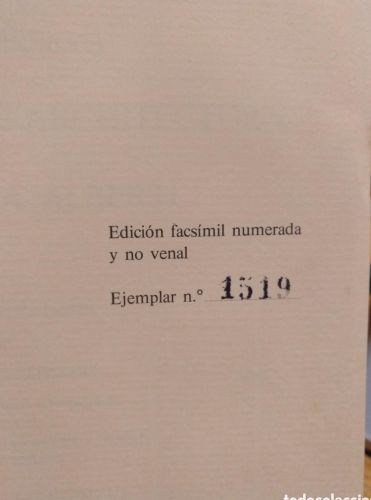 Edición facsímil numerada
y no venal
Ejemplar n.° 1519